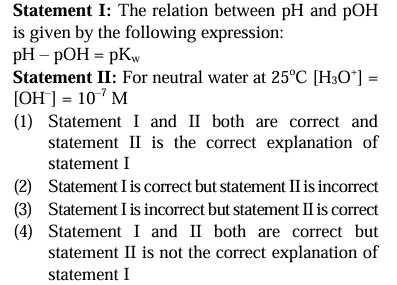 Statement I: The relation between pH and pOH
is given by the following expression:
pH – pOH = pKw
Statement II: For neutral water at 25°C [H₃O⁺] =
[OH⁻] = 10⁻⁷ M
(1) Statement I and II both are correct and
statement II is the correct explanation of
statement I
(2) Statement I is correct but statement II is incorrect
(3) Statement I is incorrect but statement II is correct
(4) Statement I and II both are correct but
statement II is not the correct explanation of
statement I